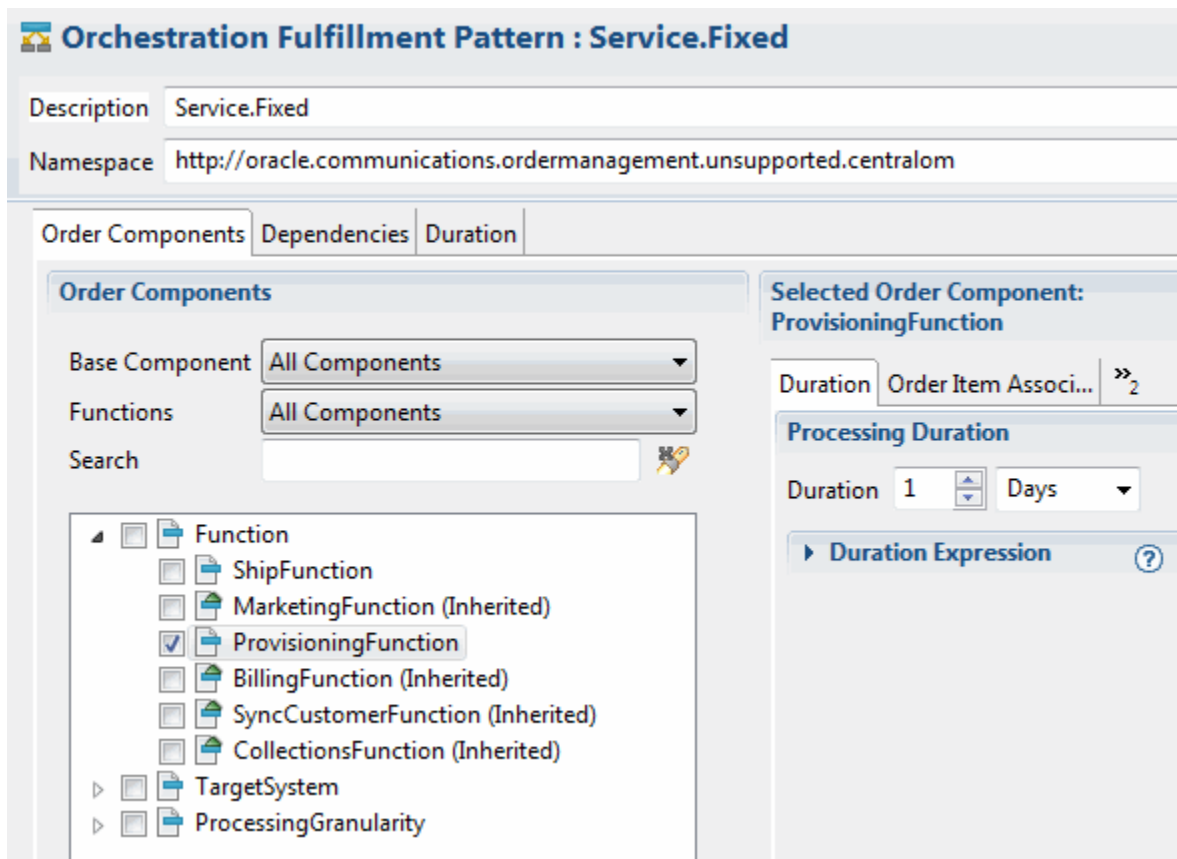 Orchestration Fulfillment Pattern : Service.Fixed
Description Service.Fixed
Namespace http://oracle.communications.ordermanagement.unsupported.centralom
Order Components Dependencies Duration
Order Components
Base Component All Components
Functions All Components
Search
Function
ShipFunction
MarketingFunction (Inherited)
ProvisioningFunction
BillingFunction (Inherited)
SyncCustomerFunction (Inherited)
CollectionsFunction (Inherited)
TargetSystem
ProcessingGranularity
Selected Order Component:
ProvisioningFunction
Duration Order Item Associ... »2
Processing Duration
Duration 1 Days
Duration Expression ?